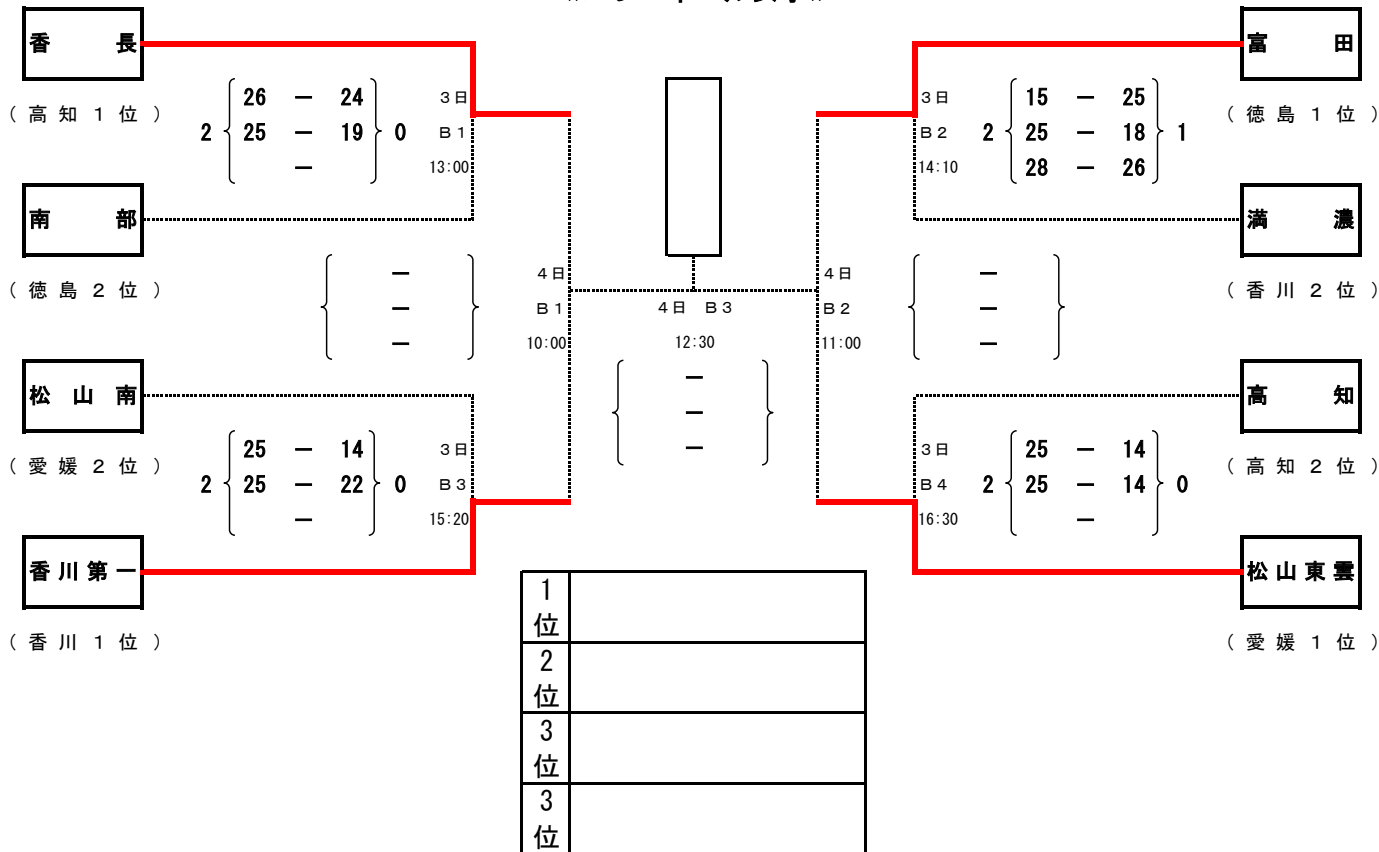 香長
(高知1位)
2 26 － 24 0
25 － 19
－
3日
B1
13:00
南部
(徳島2位)
－
－
－
4日
B1
10:00
松山南
(愛媛2位)
2 25 － 14 0
25 － 22
－
3日
B3
15:20
香川第一
(香川1位)
4日 B3
12:30
－
－
－
富田
(徳島1位)
3日
B2
14:10
2 15 － 25 1
25 － 18
28 － 26
満濃
(香川2位)
4日
B2
11:00
－
－
－
高知
(高知2位)
3日
B4
16:30
2 25 － 14 0
25 － 14
－
松山東雲
(愛媛1位)
1位
2位
3位
3位